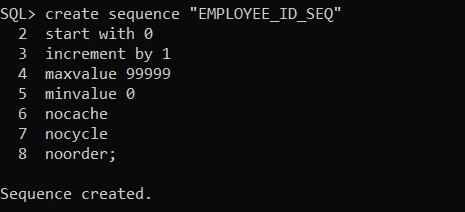 SQL> create sequence "EMPLOYEE_ID_SEQ"
2 start with 0
3 increment by 1
4 maxvalue 99999
5 minvalue 0
6 nocache
7 nocycle
8 noorder;
Sequence created.